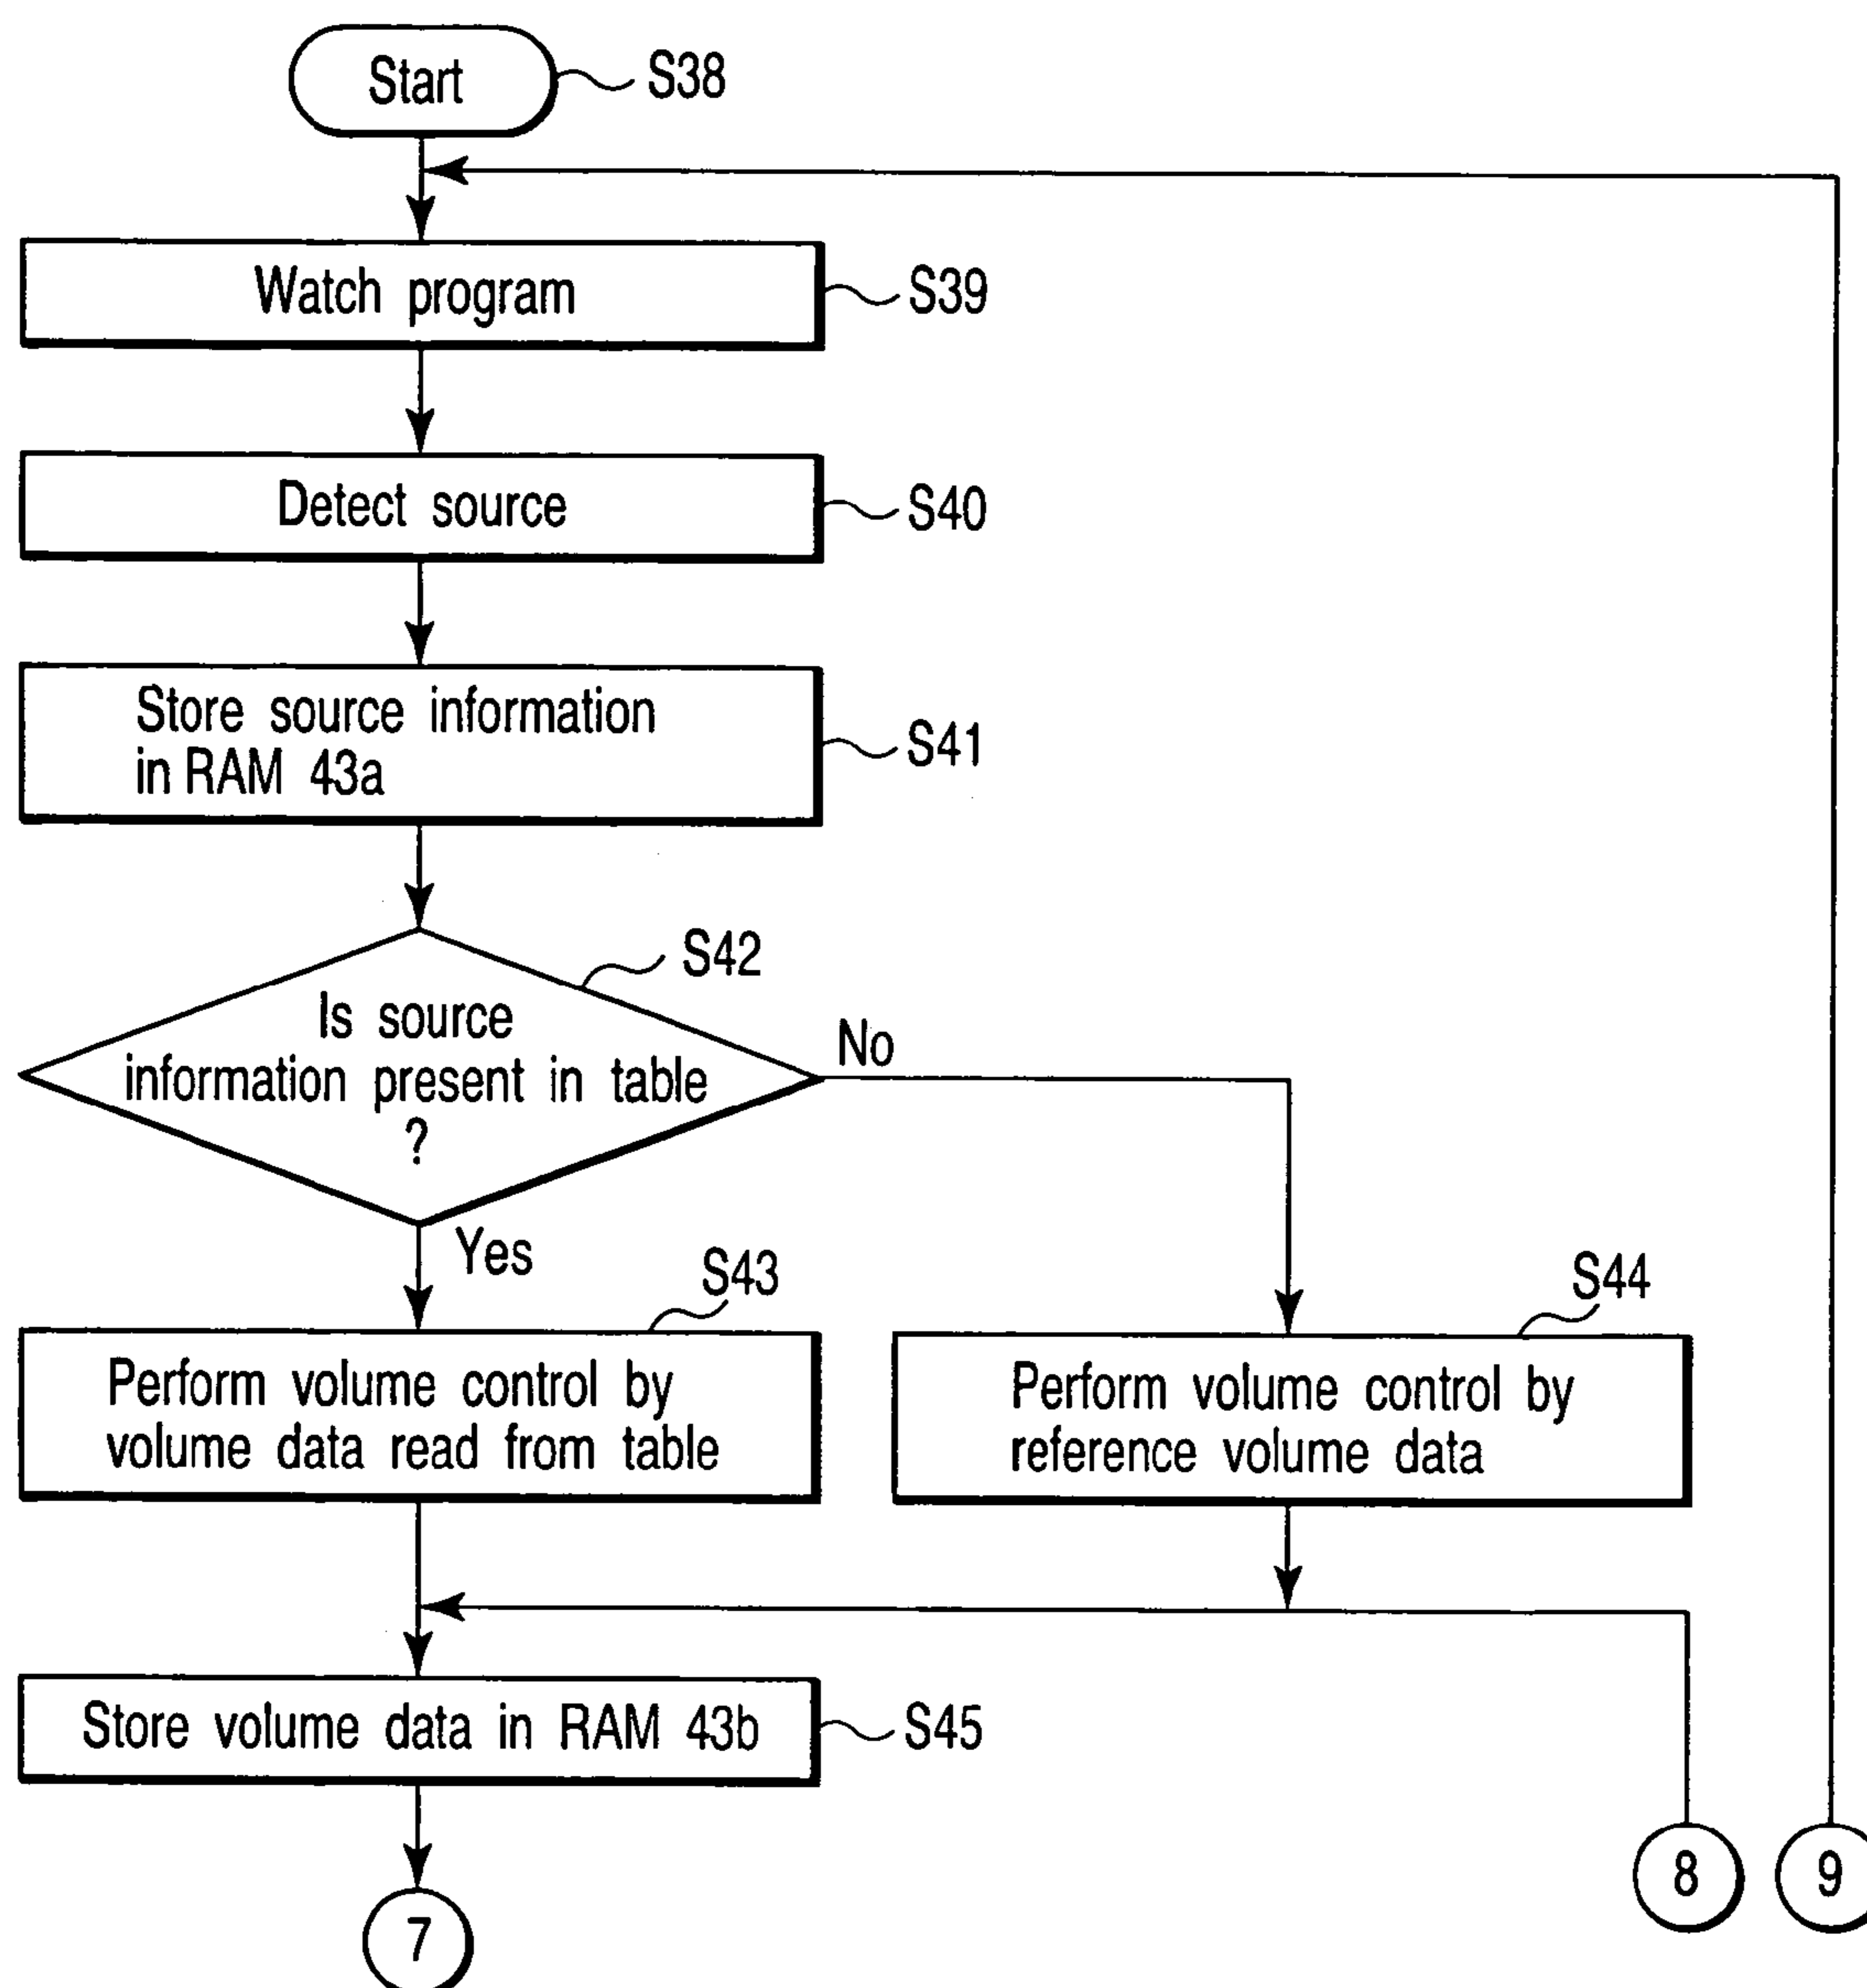 Start
S38
Watch program
S39
Detect source
S40
Store source information
in RAM 43a
S41
S42
Is source
information present in table
?
No
Yes
S43
S44
Perform volume control by
volume data read from table
Perform volume control by
reference volume data
Store volume data in RAM 43b
S45
8
9
7